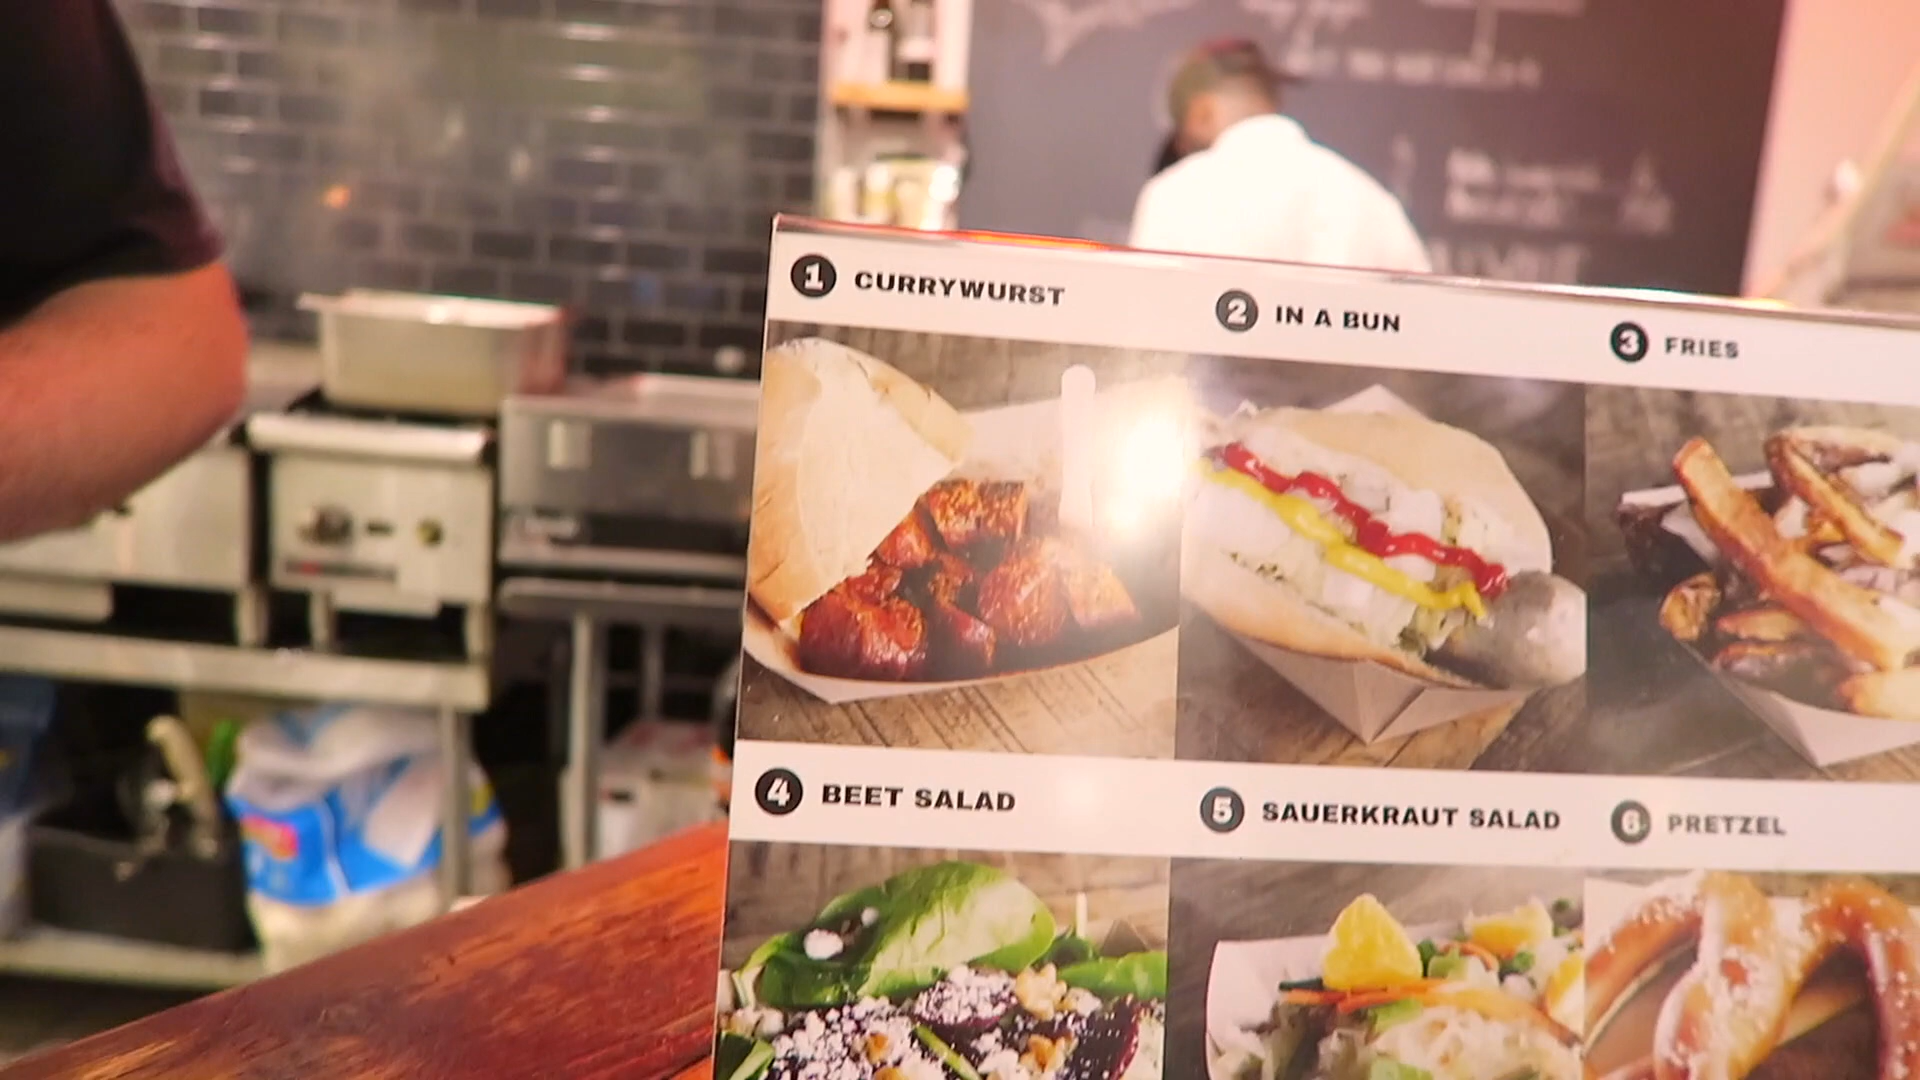 1 CURRYWURST
2 IN A BUN
3 FRIES
4 BEET SALAD
5 SAUERKRAUT SALAD
6 PRETZEL